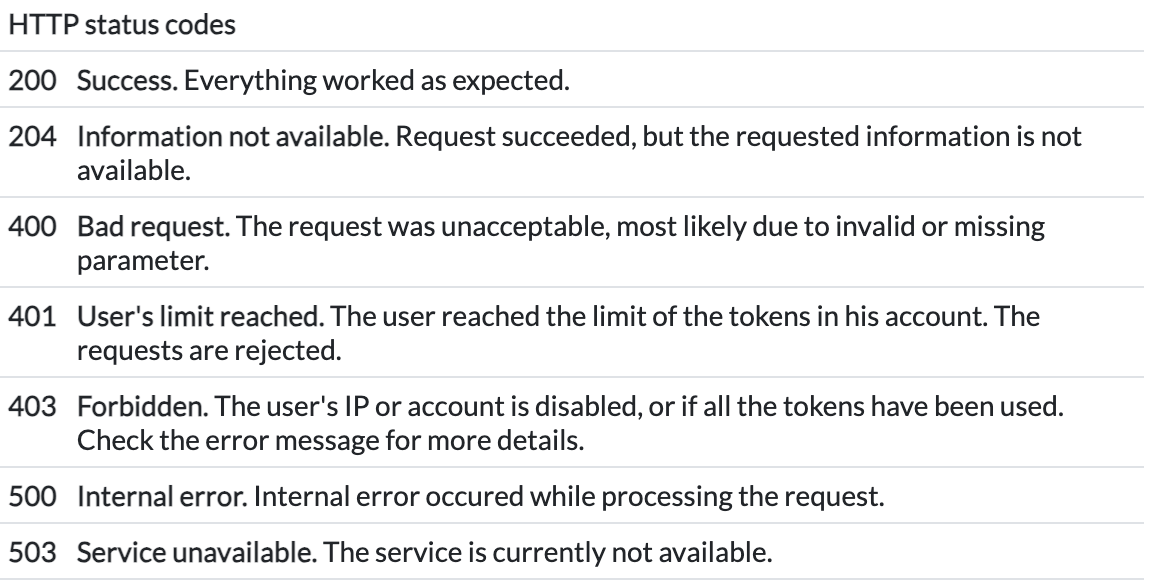 HTTP status codes
200 Success. Everything worked as expected.
204 Information not available. Request succeeded, but the requested information is not
available.
400 Bad request. The request was unacceptable, most likely due to invalid or missing
parameter.
401 User's limit reached. The user reached the limit of the tokens in his account. The
requests are rejected.
403 Forbidden. The user's IP or account is disabled, or if all the tokens have been used.
Check the error message for more details.
500 Internal error. Internal error occured while processing the request.
503 Service unavailable. The service is currently not available.